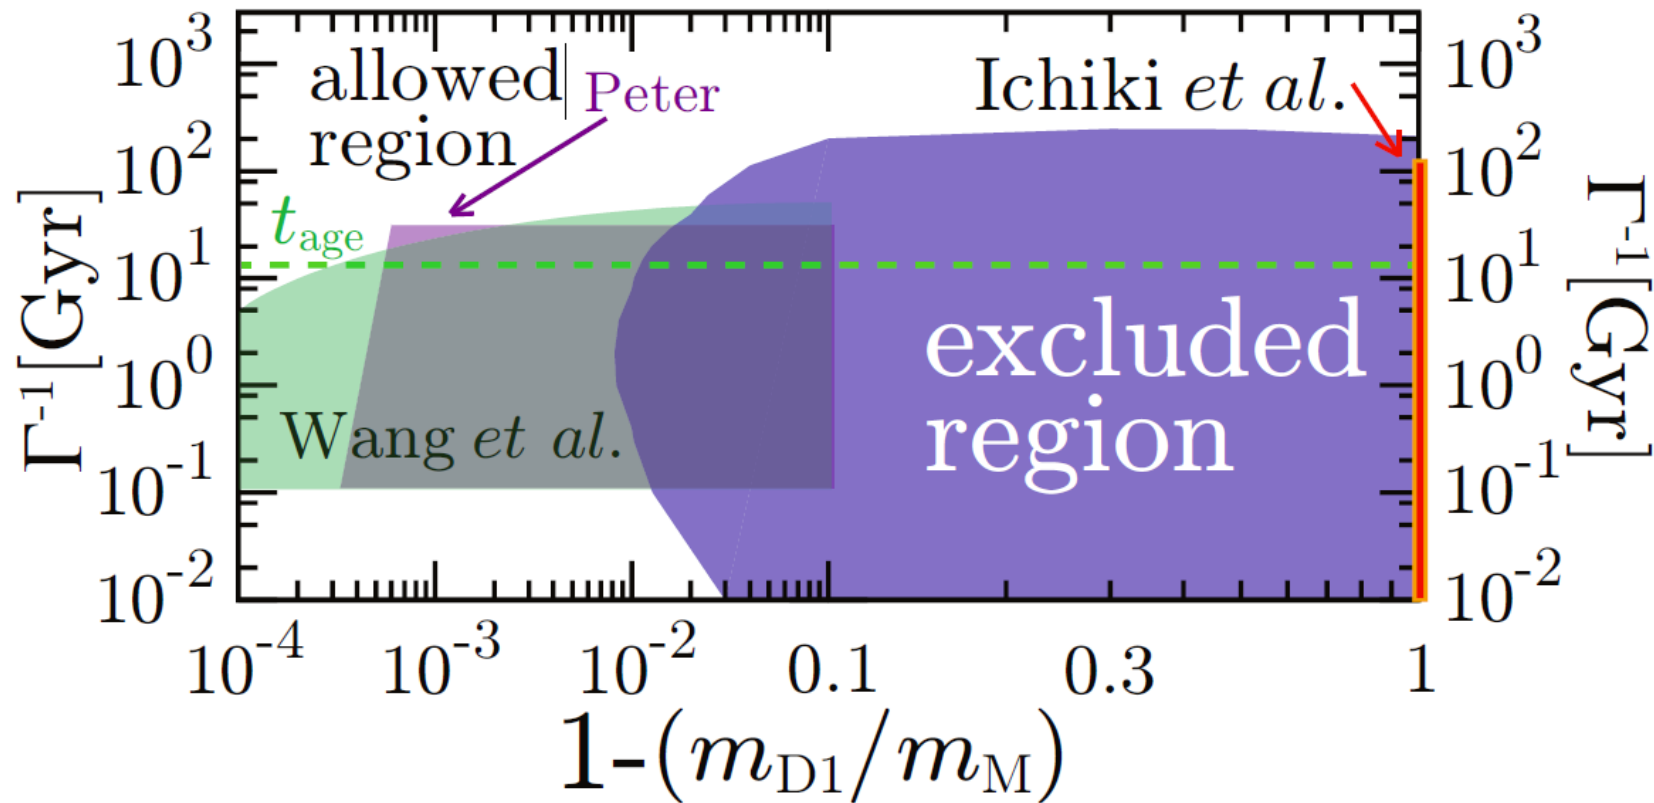 10^3
10^2
10^1
10^0
10^-1
10^-2
Γ^-1[Gyr]
allowed
region
Peter
Ichiki et al.
t_age
Wang et al.
excluded
region
10^3
10^2
10^1
10^0
10^-1
10^-2
Γ^-1[Gyr]
10^-4 10^-3 10^-2 0.1 0.3 1
1-(m_D1/m_M)